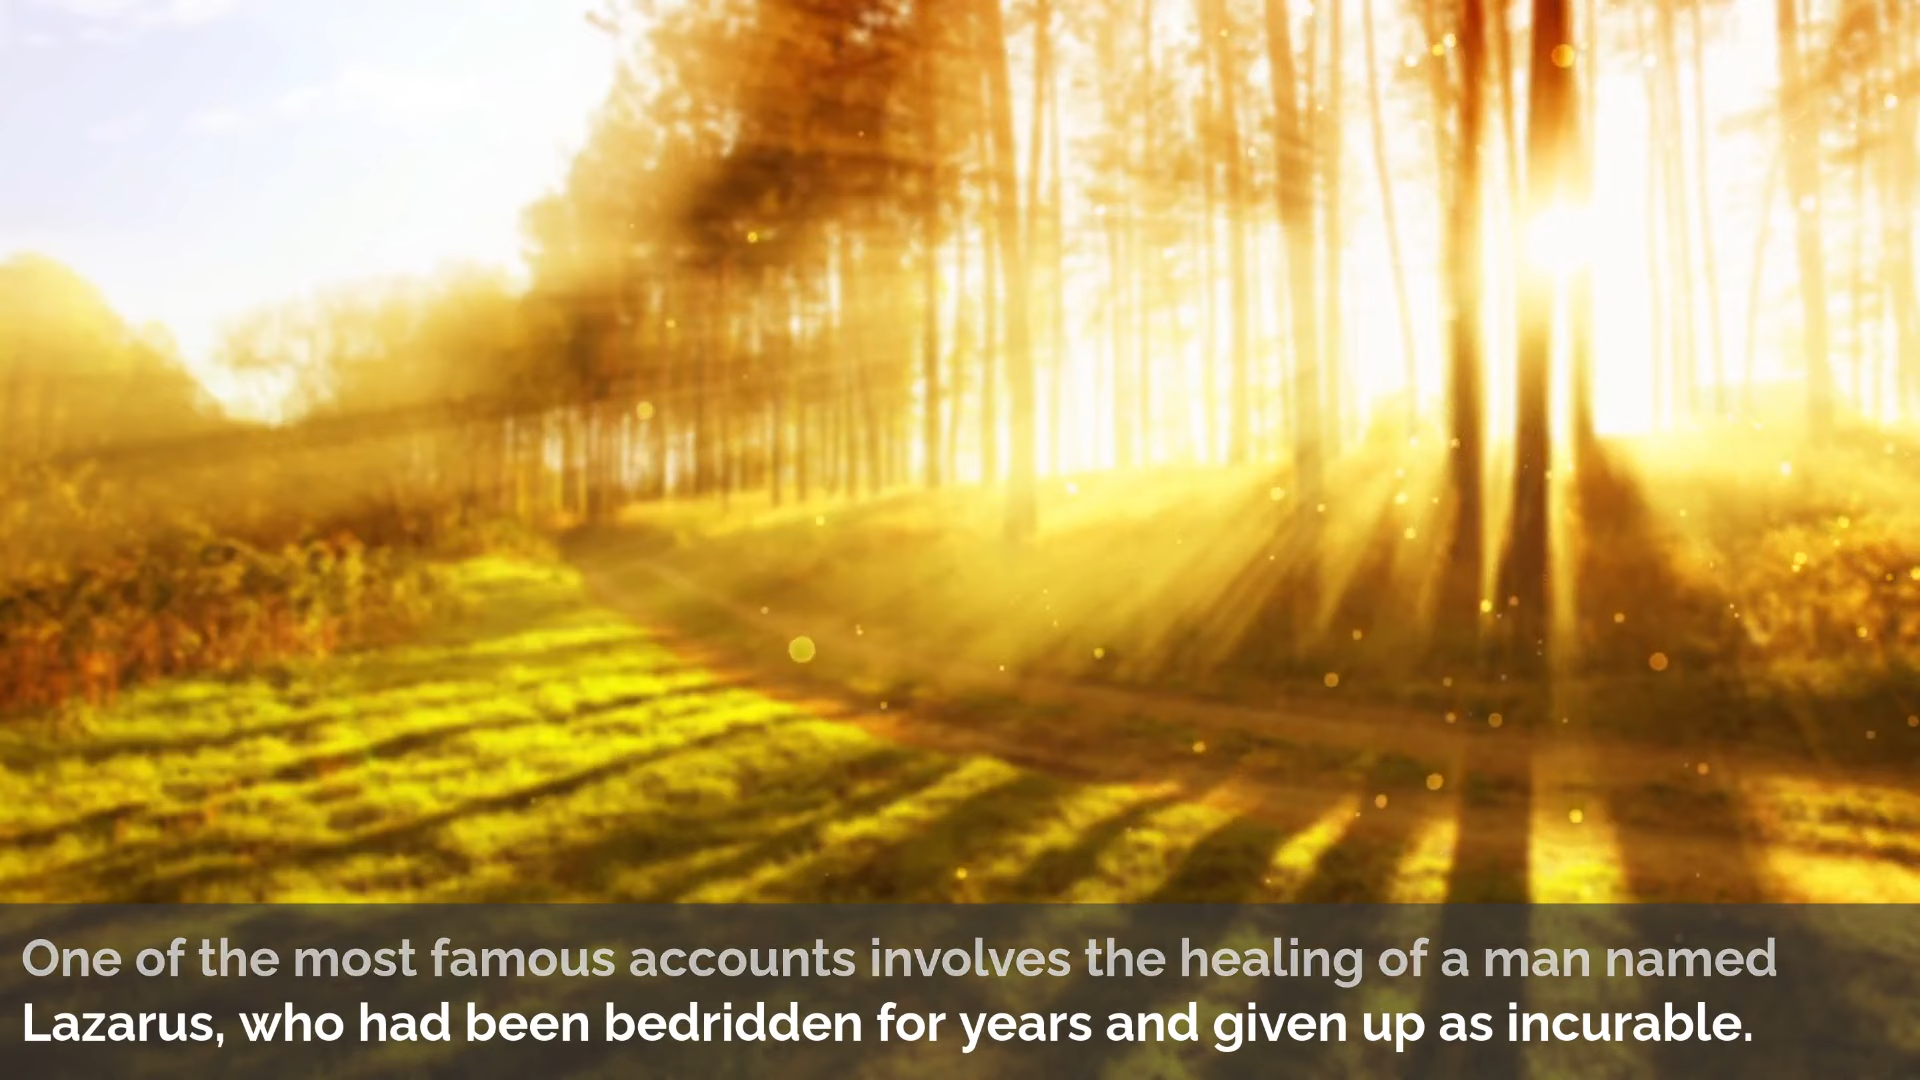 One of the most famous accounts involves the healing of a man named
Lazarus, who had been bedridden for years and given up as incurable.